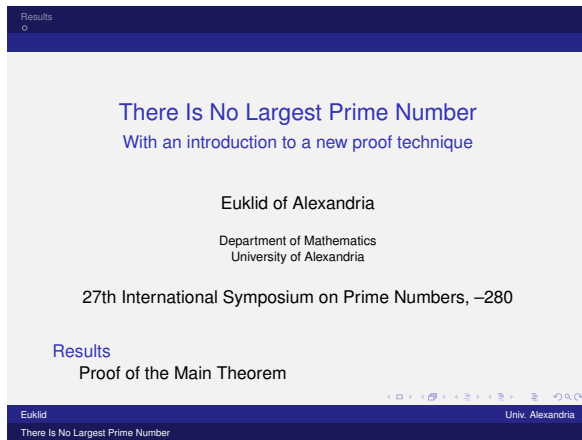 Results
There Is No Largest Prime Number
With an introduction to a new proof technique
Euklid of Alexandria
Department of Mathematics
University of Alexandria
27th International Symposium on Prime Numbers, –280
Results
Proof of the Main Theorem
Euklid Univ. Alexandria
There Is No Largest Prime Number